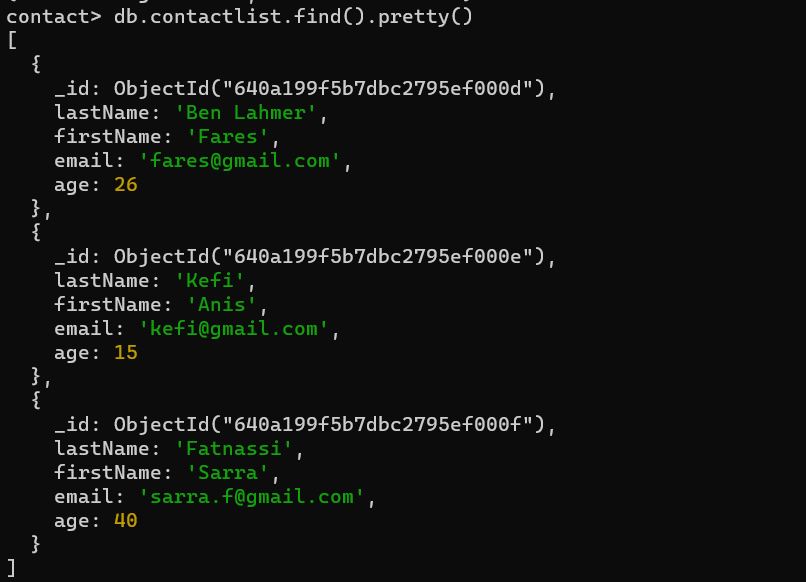 contact> db.contactlist.find().pretty()
[
  {
    _id: ObjectId("640a199f5b7dbc2795ef000d"),
    lastName: 'Ben Lahmer',
    firstName: 'Fares',
    email: 'fares@gmail.com',
    age: 26
  },
  {
    _id: ObjectId("640a199f5b7dbc2795ef000e"),
    lastName: 'Kefi',
    firstName: 'Anis',
    email: 'kefi@gmail.com',
    age: 15
  },
  {
    _id: ObjectId("640a199f5b7dbc2795ef000f"),
    lastName: 'Fatnassi',
    firstName: 'Sarra',
    email: 'sarra.f@gmail.com',
    age: 40
  }
]